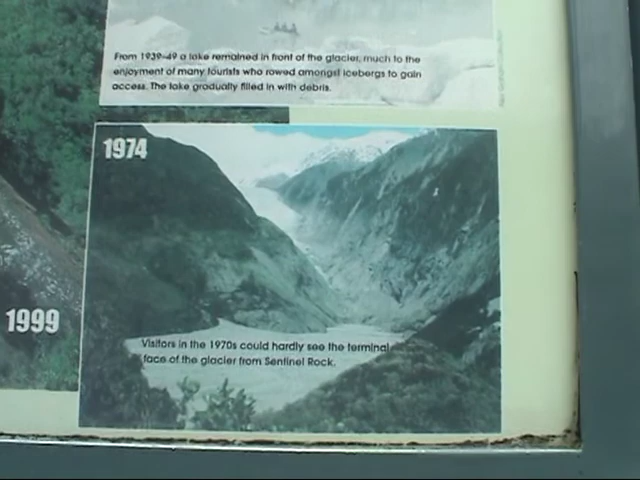 From 1939-49 a lake remained in front of the glacier, much to the
enjoyment of many tourists who rowed amongst icebergs to gain
access. The lake gradually filled in with debris.
1974
1999
Visitors in the 1970s could hardly see the terminal
face of the glacier from Sentinel Rock.